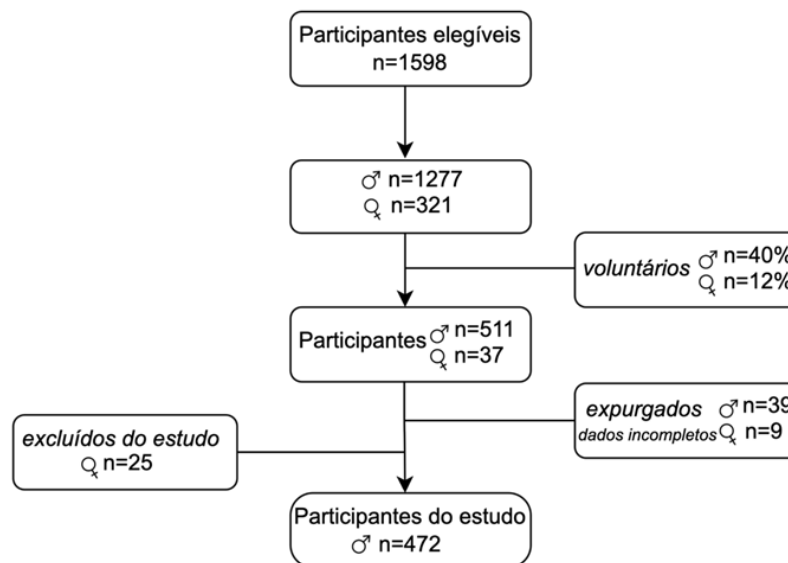 Participantes elegíveis
n=1598
♂ n=1277
♀ n=321
voluntários ♂ n=40%
♀ n=12%
Participantes ♂ n=511
♀ n=37
expurgados ♂ n=39
dados incompletos ♀ n=9
excluídos do estudo
♀ n=25
Participantes do estudo
♂ n=472